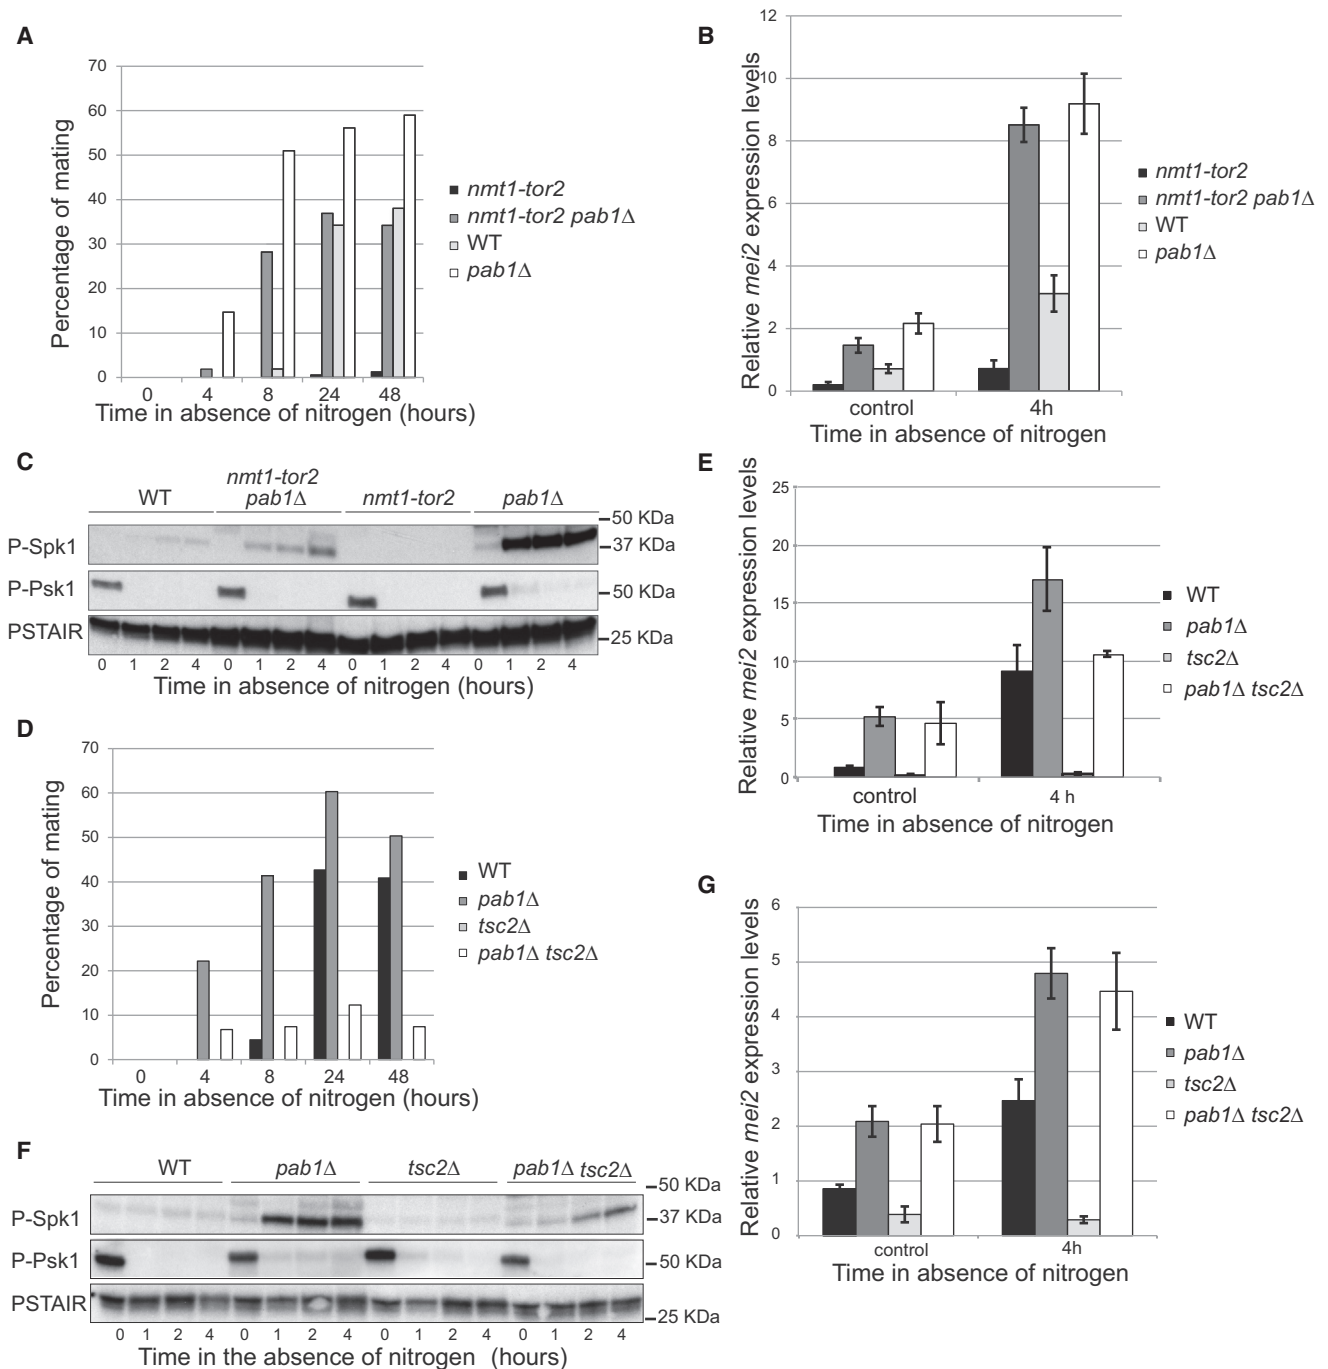 A
70
60
50
40
30
20
10
0
Percentage of mating
0 4 8 24 48
Time in absence of nitrogen (hours)
nmt1-tor2
nmt1-tor2 pab1Δ
WT
pab1Δ
B
12
10
8
6
4
2
0
Relative mei2 expression levels
control 4h
Time in absence of nitrogen
nmt1-tor2
nmt1-tor2 pab1Δ
WT
pab1Δ
C
WT nmt1-tor2 pab1Δ nmt1-tor2 pab1Δ
50 KDa
P-Spk1 37 KDa
P-Psk1 50 KDa
PSTAIR 25 KDa
0 1 2 4 0 1 2 4 0 1 2 4 0 1 2 4
Time in absence of nitrogen (hours)
E
25
20
15
10
5
0
Relative mei2 expression levels
control 4 h
Time in absence of nitrogen
WT
pab1Δ
tsc2Δ
pab1Δ tsc2Δ
D
70
60
50
40
30
20
10
0
Percentage of mating
0 4 8 24 48
Time in absence of nitrogen (hours)
WT
pab1Δ
tsc2Δ
pab1Δ tsc2Δ
G
6
5
4
3
2
1
0
Relative mei2 expression levels
control 4h
Time in absence of nitrogen
WT
pab1Δ
tsc2Δ
pab1Δ tsc2Δ
F
WT pab1Δ tsc2Δ pab1Δ tsc2Δ
50 KDa
P-Spk1 37 KDa
P-Psk1 50 KDa
PSTAIR 25 KDa
0 1 2 4 0 1 2 4 0 1 2 4 0 1 2 4
Time in the absence of nitrogen (hours)